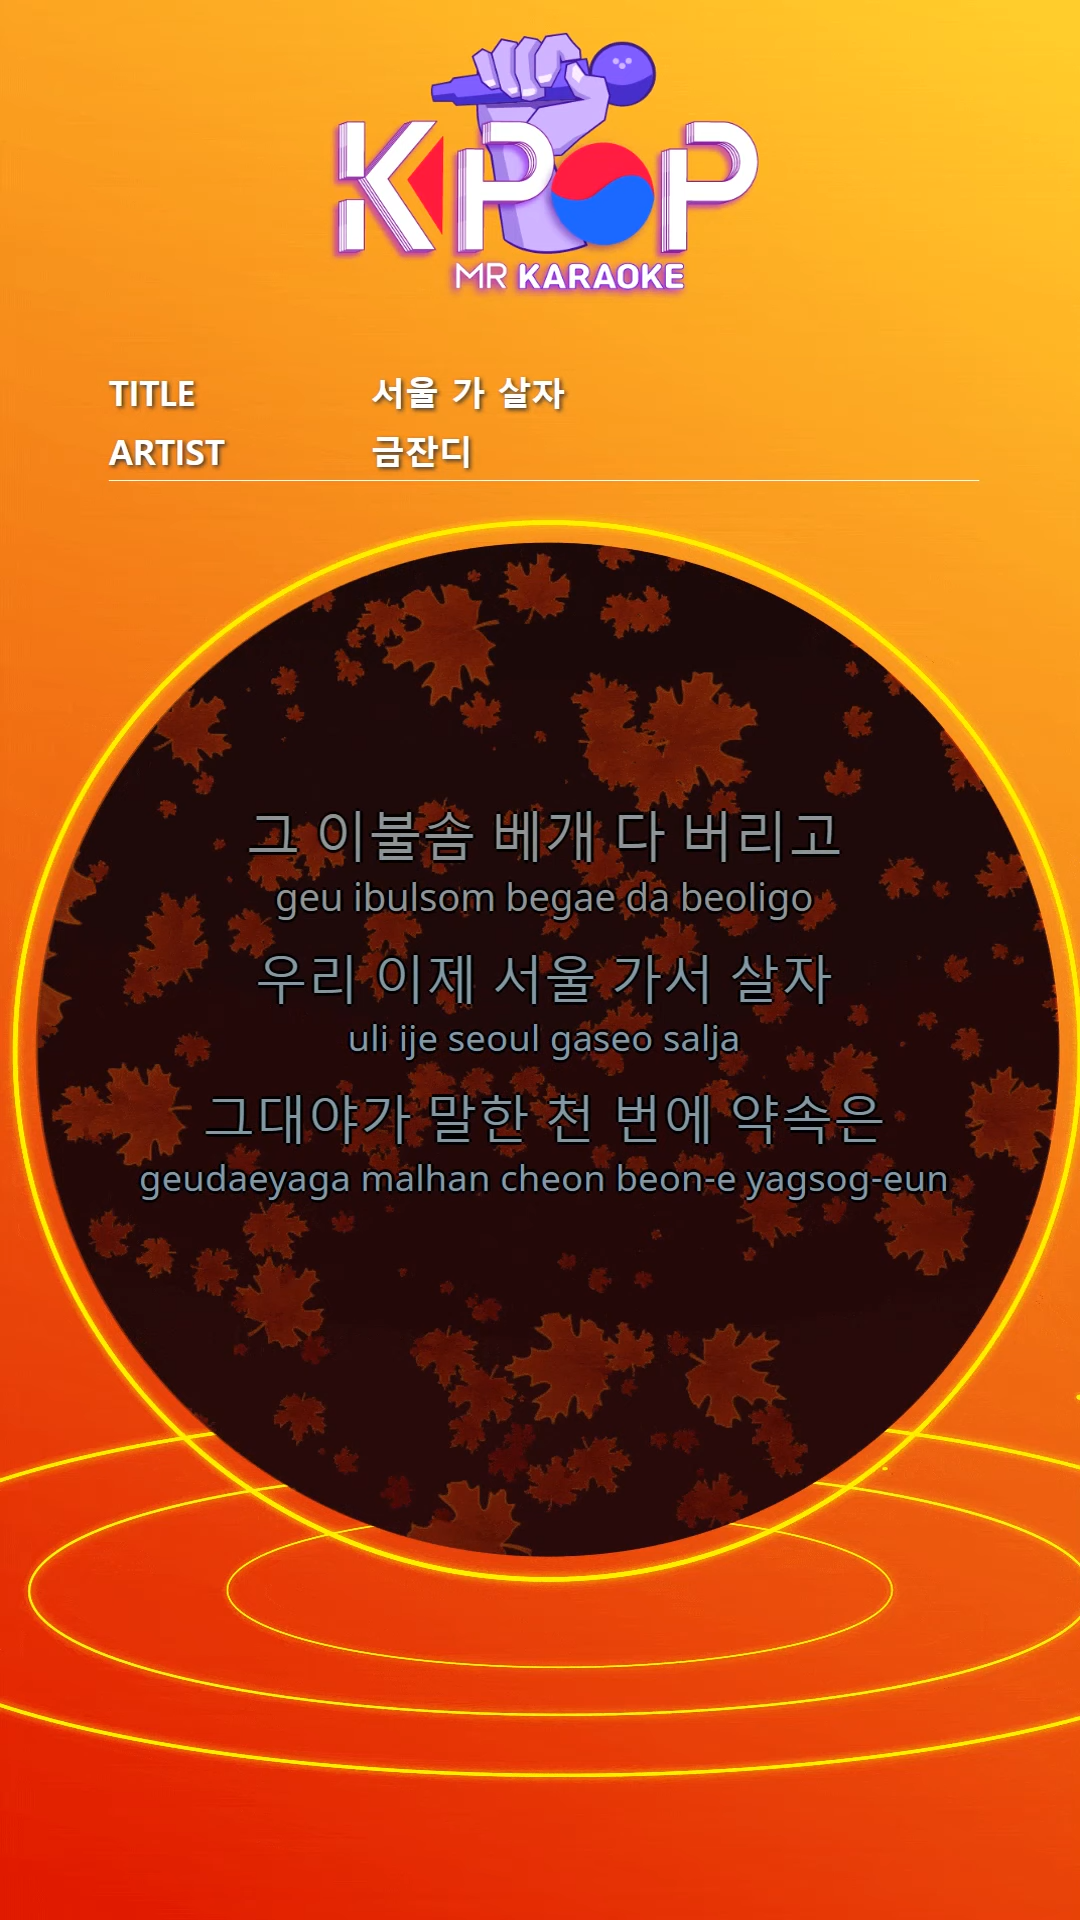 KPOP
MR KARAOKE
TITLE 서울 가 살자
ARTIST 금잔디
그 이불솜 베개 다 버리고
geu ibulsom begae da beoligo
우리 이제 서울 가서 살자
uli ije seoul gaseo salja
그대야가 말한 천 번에 약속은
geudaeyaga malhan cheon beon-e yagsog-eun